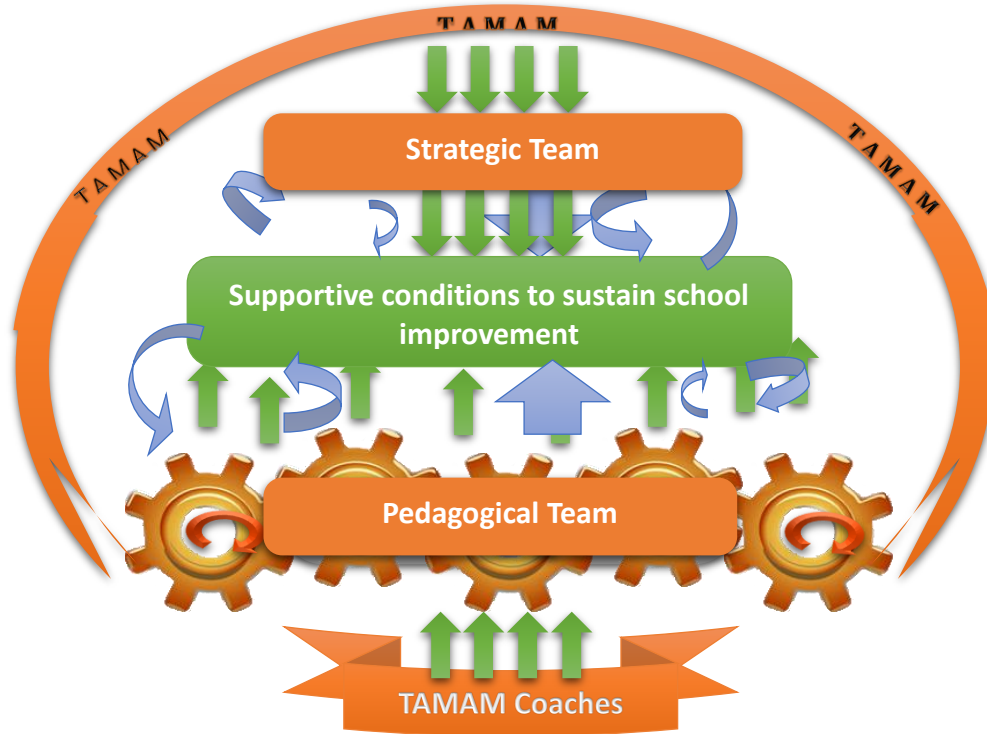 TAMAM
TAMAM
TAMAM
Strategic Team
Supportive conditions to sustain school
improvement
Pedagogical Team
TAMAM Coaches